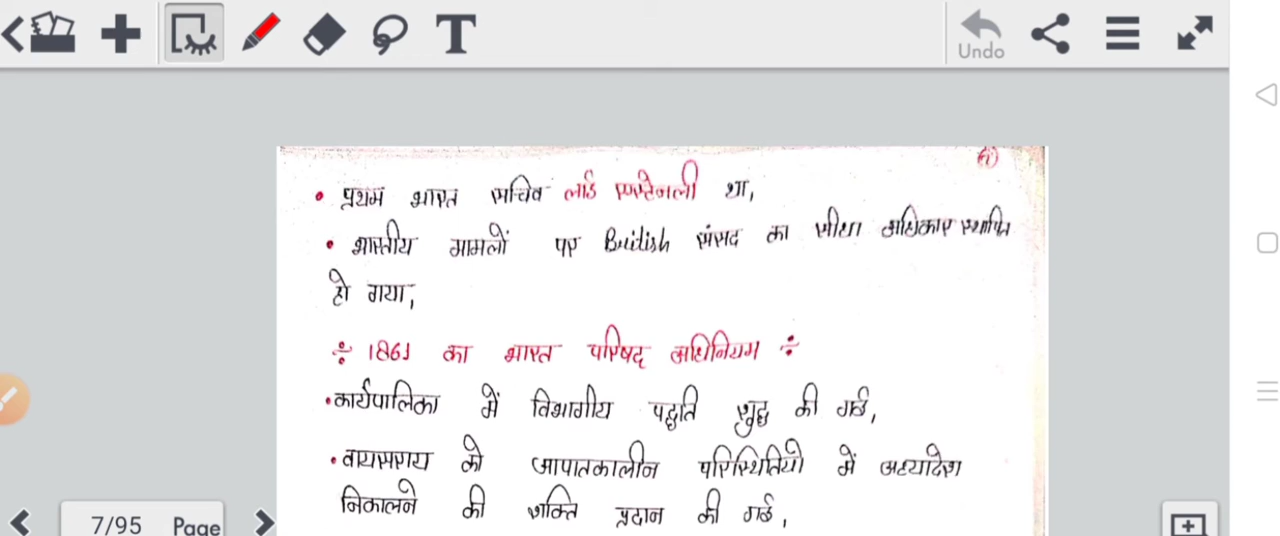 T
Undo
• प्रथम भारत सचिव लार्ड स्टेनली था,
• भारतीय मामलों पर British संसद का सीधा अधिकार स्थापित
हो गया,
÷ 1861 का भारत परिषद अधिनियम ÷
• कार्यपालिका में विभागीय पद्धति शुद्ध की गई,
• वायसराय को आपातकालीन परिस्थितियो में अध्यादेश
निकालने की शक्ति प्रदान की गई,
7/95 Page